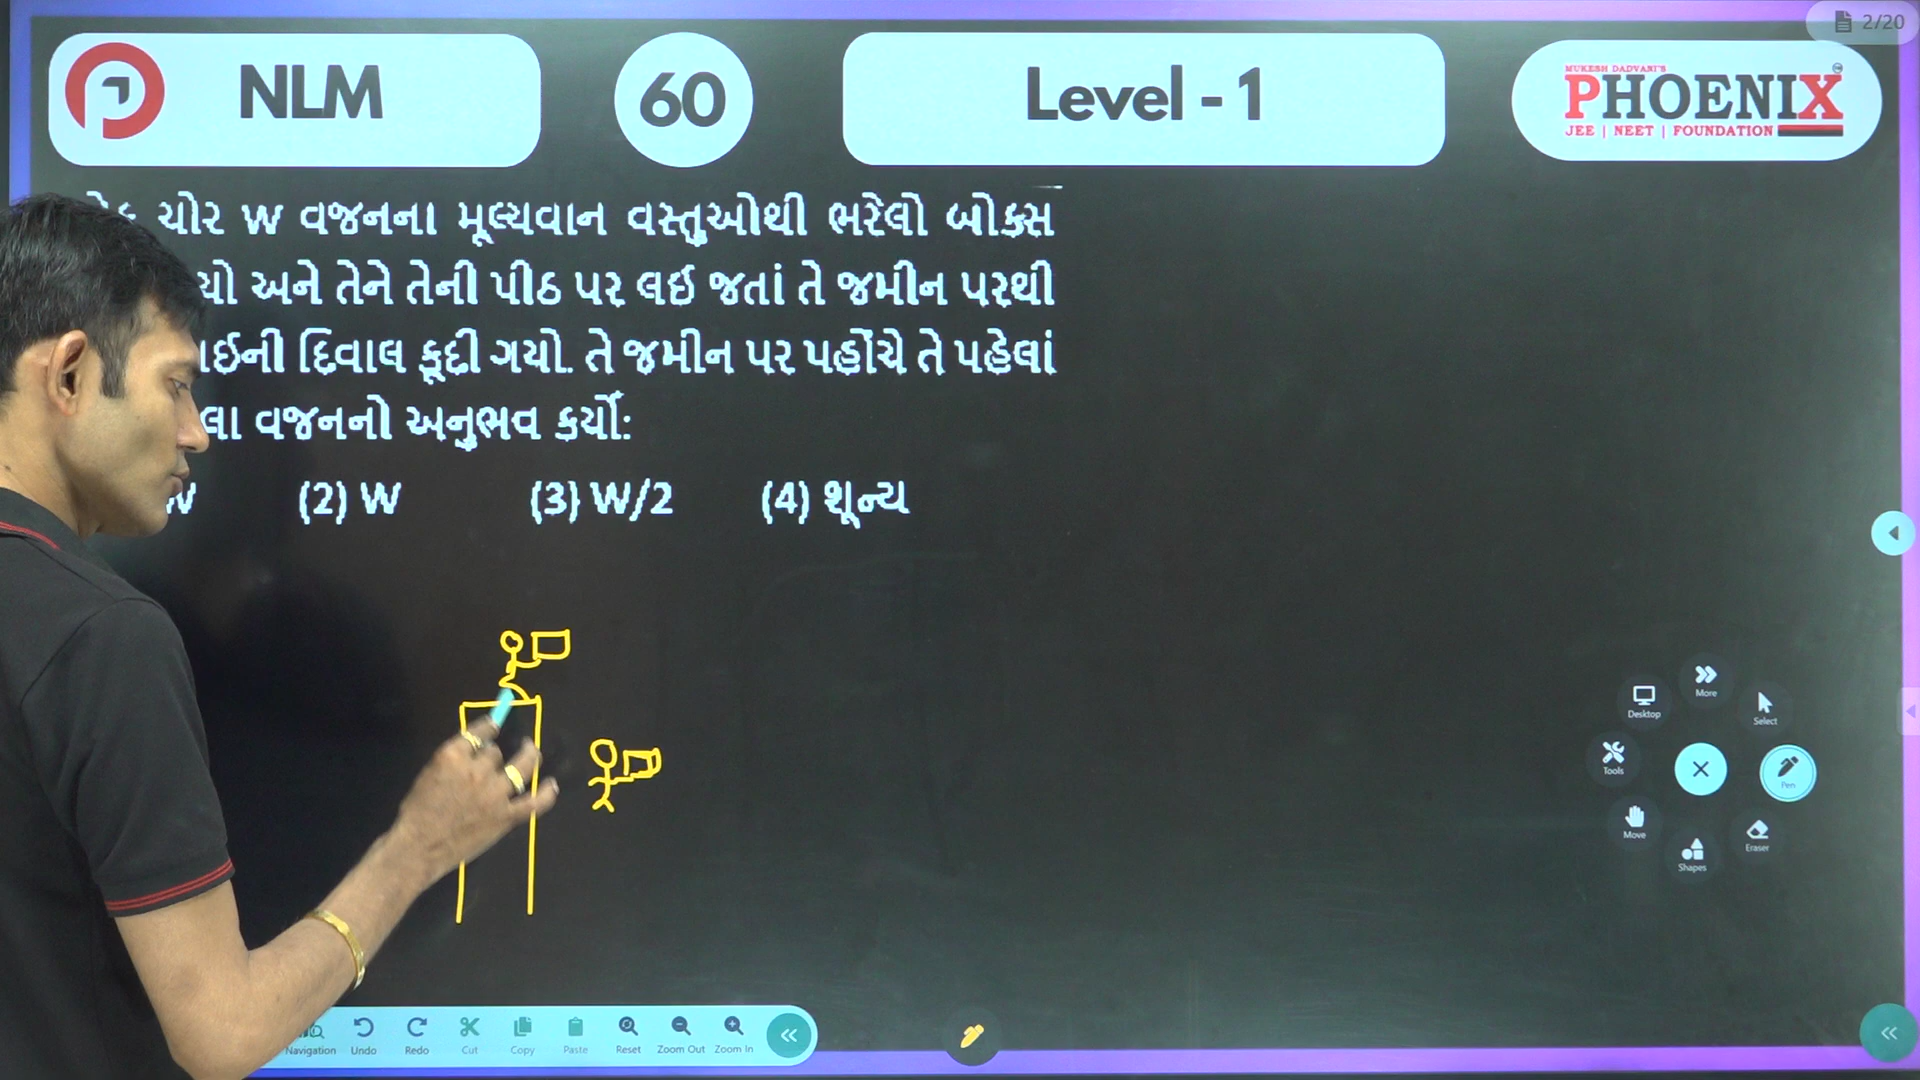 2/20
NLM
60
Level - 1
MUKESH DADVANI'S
PHOENIX
JEE | NEET | FOUNDATION
ચોર W વજનના મૂલ્યવાન વસ્તુઓથી ભરેલો બોક્સ
અને તેને તેની પીઠ પર લઈ જતાં તે જમીન પરથી
દિવાલ કૂદી ગયો. તે જમીન પર પહોંચે તે પહેલાં
વજનનો અનુભવ કર્યો:
W (2) W (3) W/2 (4) શૂન્ય
More
Desktop
Select
Tools
Pen
Move
Eraser
Shapes
Navigation Undo Redo Cut Copy Paste Reset Zoom Out Zoom In